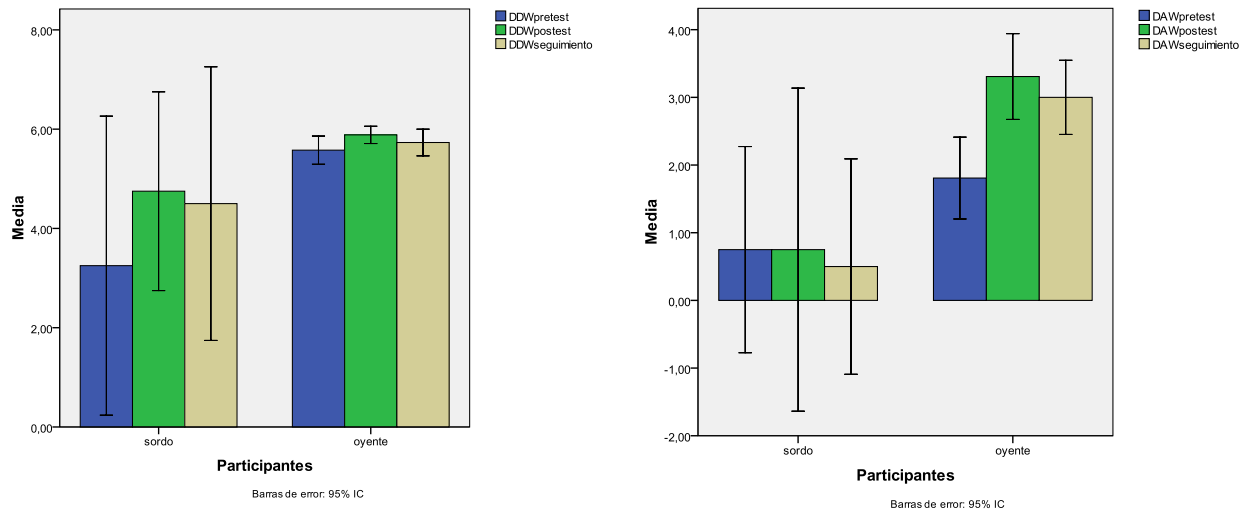 DDWpretest
DDWpostest
DDWseguimiento
8,00
6,00
4,00
2,00
0,00
Media
sordo
oyente
Participantes
Barras de error: 95% IC
DAWpretest
DAWpostest
DAWseguimiento
4,00
3,00
2,00
1,00
0,00
-1,00
-2,00
Media
sordo
oyente
Participantes
Barras de error: 95% IC